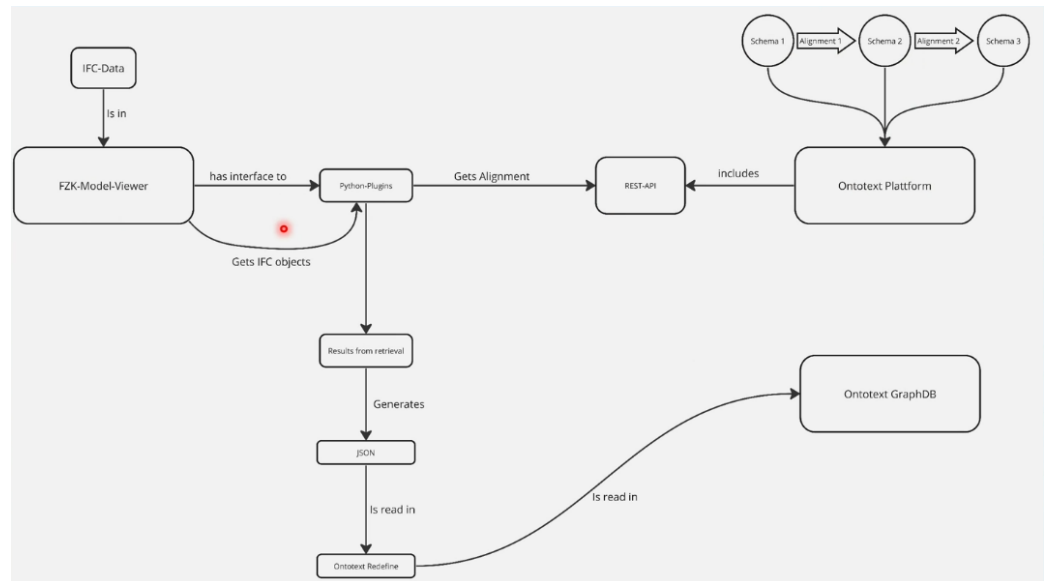 Schema 1
Alignment 1
Schema 2
Alignment 2
Schema 3
IFC-Data
Is in
FZK-Model-Viewer
has interface to
Python-Plugins
Gets Alignment
REST-API
includes
Ontotext Plattform
Gets IFC objects
Results from retrieval
Generates
JSON
Is read in
Ontotext Redefine
Is read in
Ontotext GraphDB